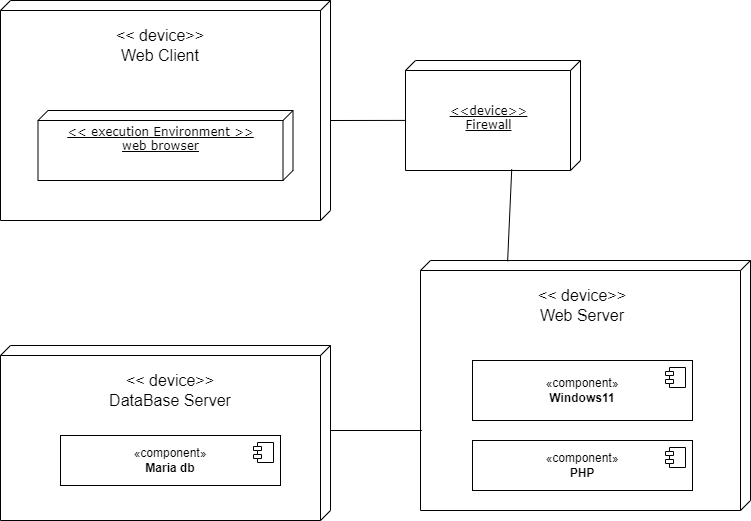 << device>>
Web Client
<< execution Environment >>
web browser
<<device>>
Firewall
<< device>>
Web Server
«component»
Windows11
«component»
PHP
<< device>>
DataBase Server
«component»
Maria db